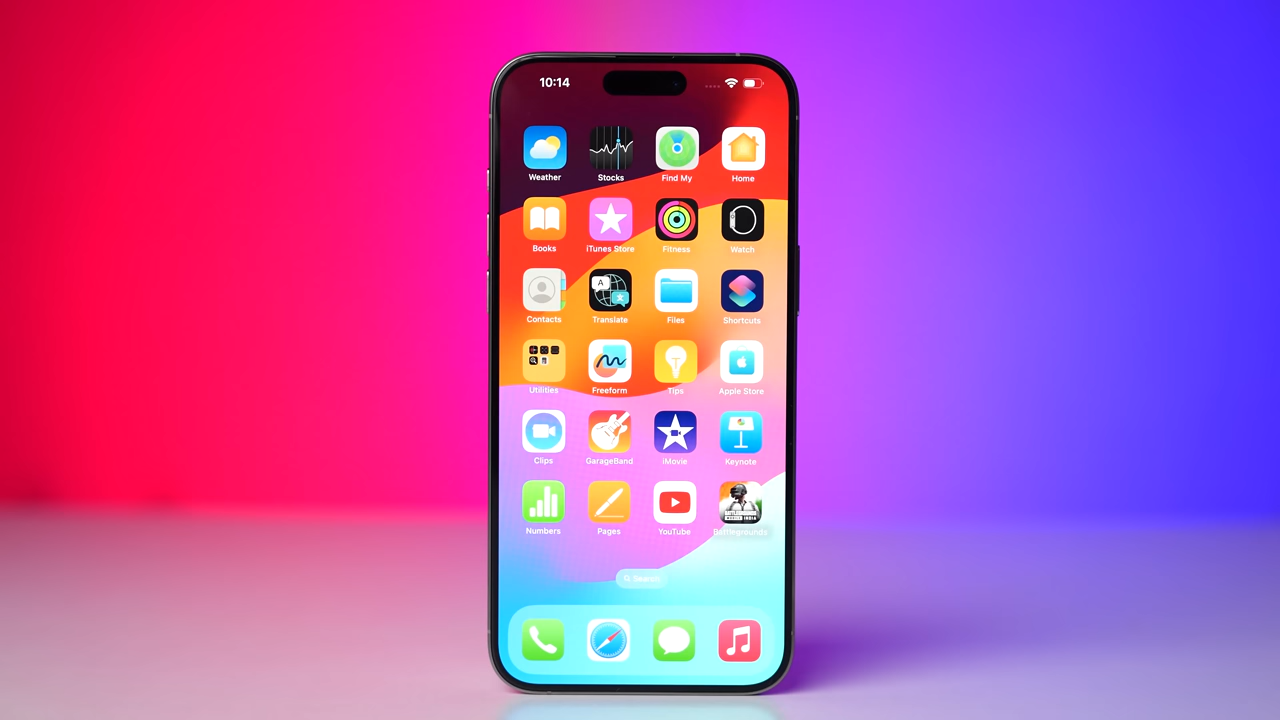 10:14
Weather Stocks Find My Home
Books iTunes Store Fitness Watch
A
Contacts Translate Files Shortcuts
Utilities Freeform Tips Apple Store
Clips GarageBand iMovie Keynote
Numbers Pages YouTube Battlegrounds
Search